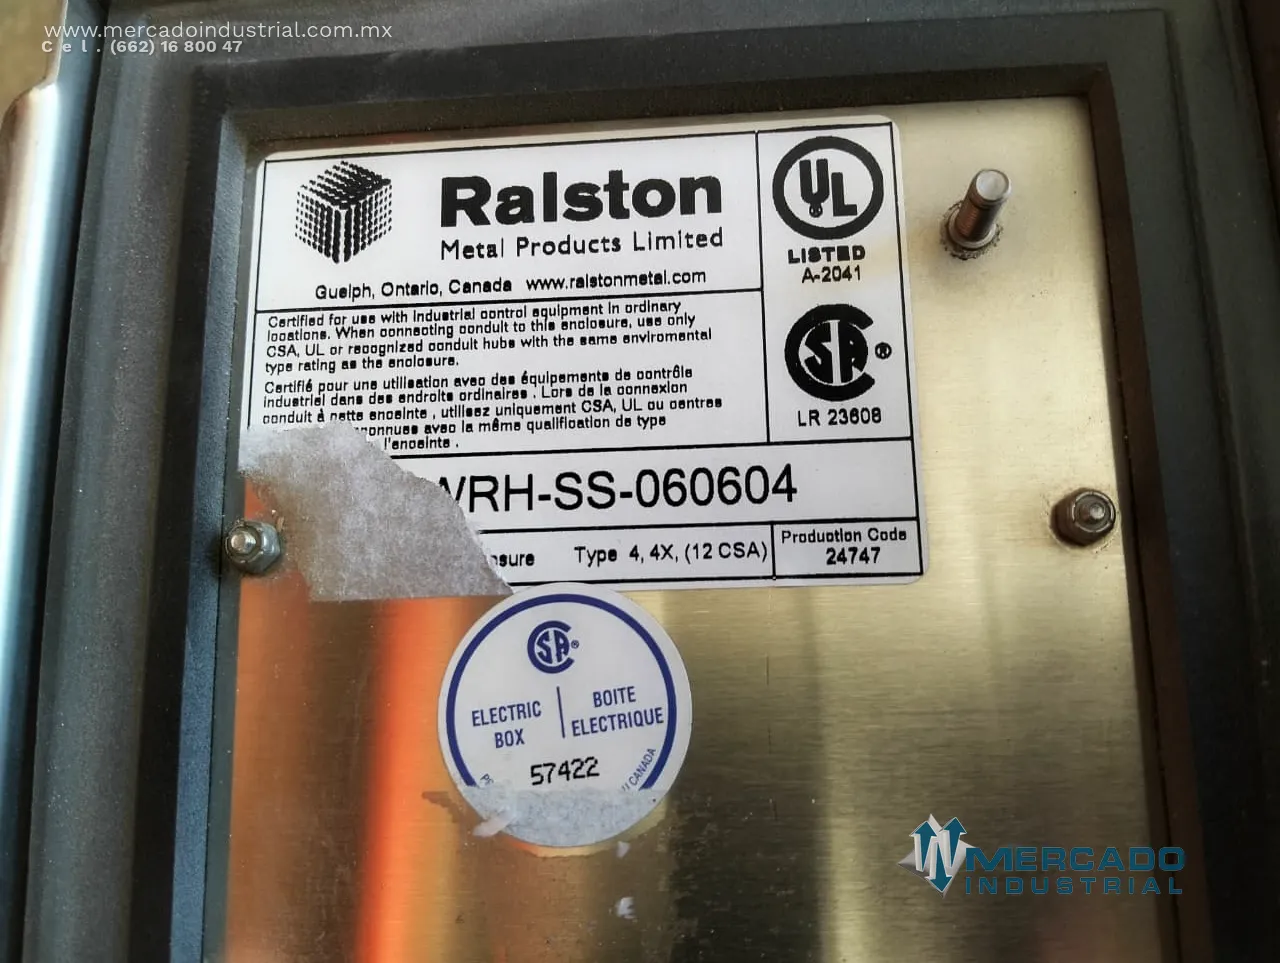 www.mercadoindustrial.com.mx
Cel. (662) 16 800 47
Ralston
Metal Products Limited
Guelph, Ontario, Canada www.ralstonmetal.com
UL
LISTED
A-2041
Certified for use with industrial control equipment in ordinary
locations. When connecting conduit to this enclosure, use only
CSA, UL or recognized conduit hubs with the same enviromental
type rating as the enclosure.
Certifié pour une utilisation avec des équipements de contrôle
industriel dans des endroits ordinaires . Lors de la connexion
conduit à cette enceinte , utilisez uniquement CSA, UL ou centres
avec la même qualification de type
l'enceinte .
SA®
LR 23608
WRH-SS-060604
Type 4, 4X, (12 CSA)
Production Code
24747
SA®
ELECTRIC BOX
BOITE ELECTRIQUE
57422
CANADA
MERCADO
INDUSTRIAL